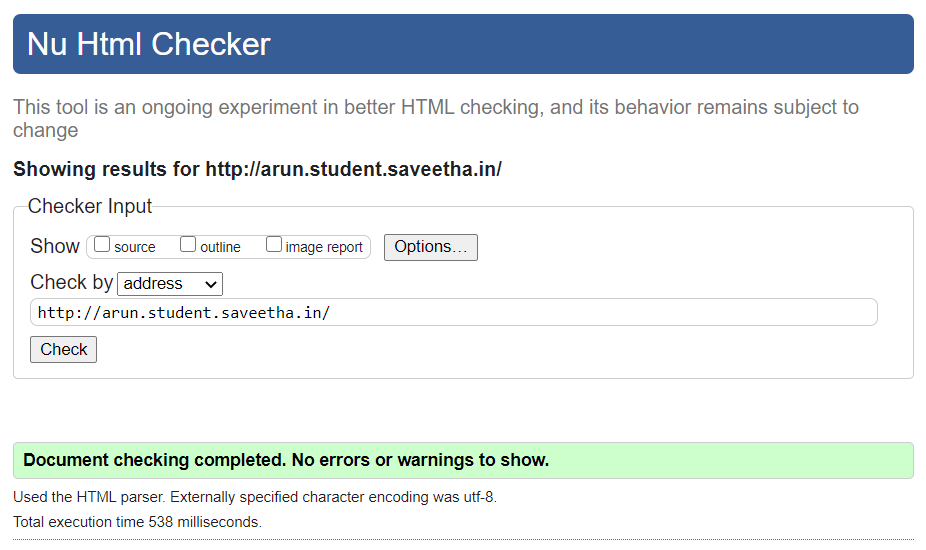 Nu Html Checker
This tool is an ongoing experiment in better HTML checking, and its behavior remains subject to
change
Showing results for http://arun.student.saveetha.in/
Checker Input
Show source outline image report Options…
Check by address
http://arun.student.saveetha.in/
Check
Document checking completed. No errors or warnings to show.
Used the HTML parser. Externally specified character encoding was utf-8.
Total execution time 538 milliseconds.